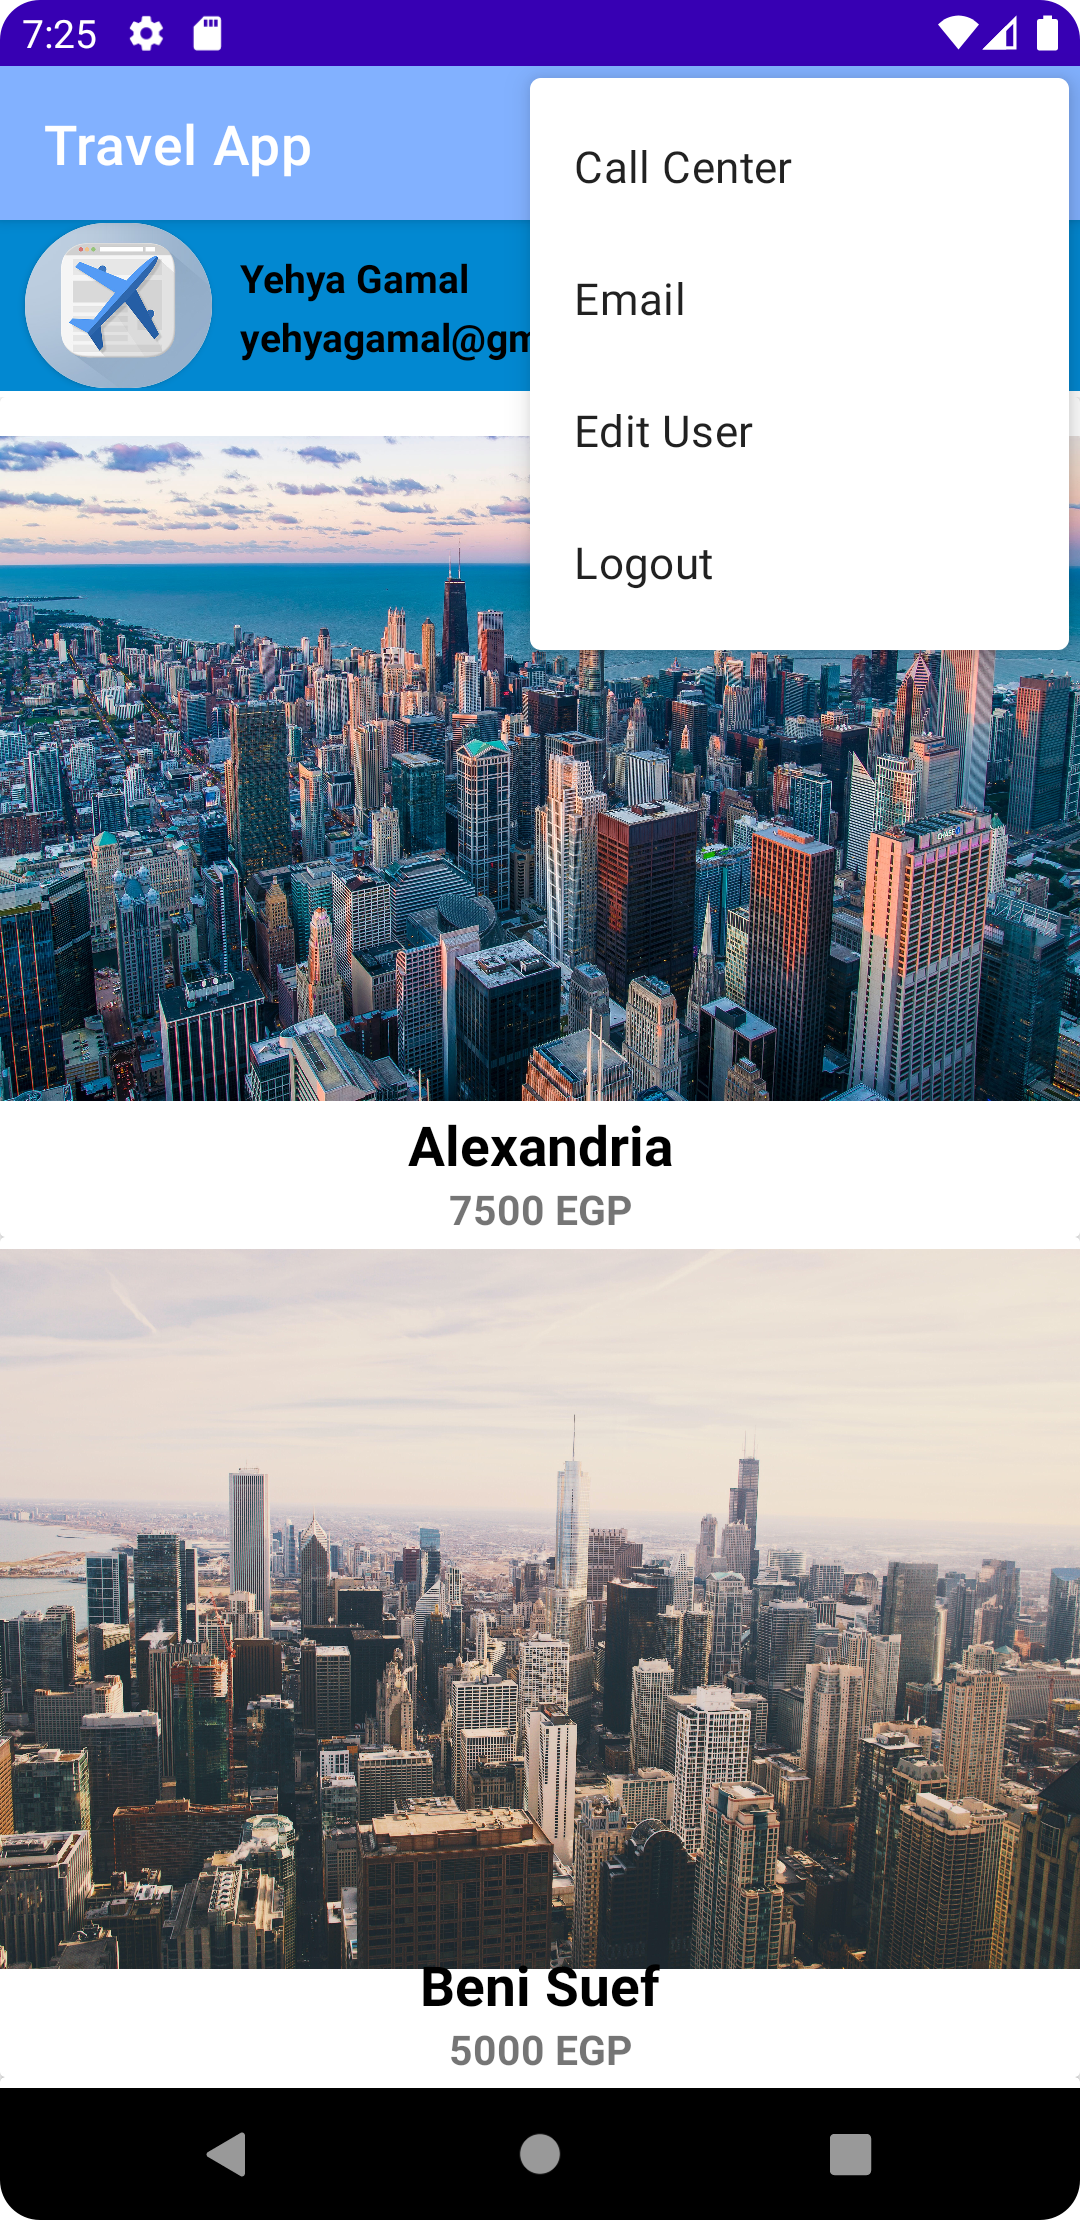 7:25
Travel App
Call Center
Email
Edit User
Logout
Yehya Gamal
yehyagamal@gm
CHASE
Alexandria
7500 EGP
Beni Suef
5000 EGP